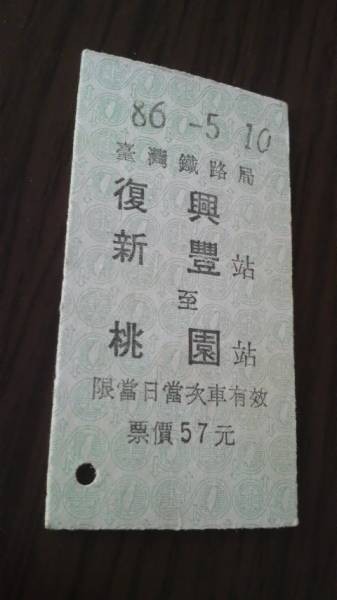 86 -5 10
臺灣鐵路局
復興
新豐站
至
桃園站
限當日當次車有效
票價57元